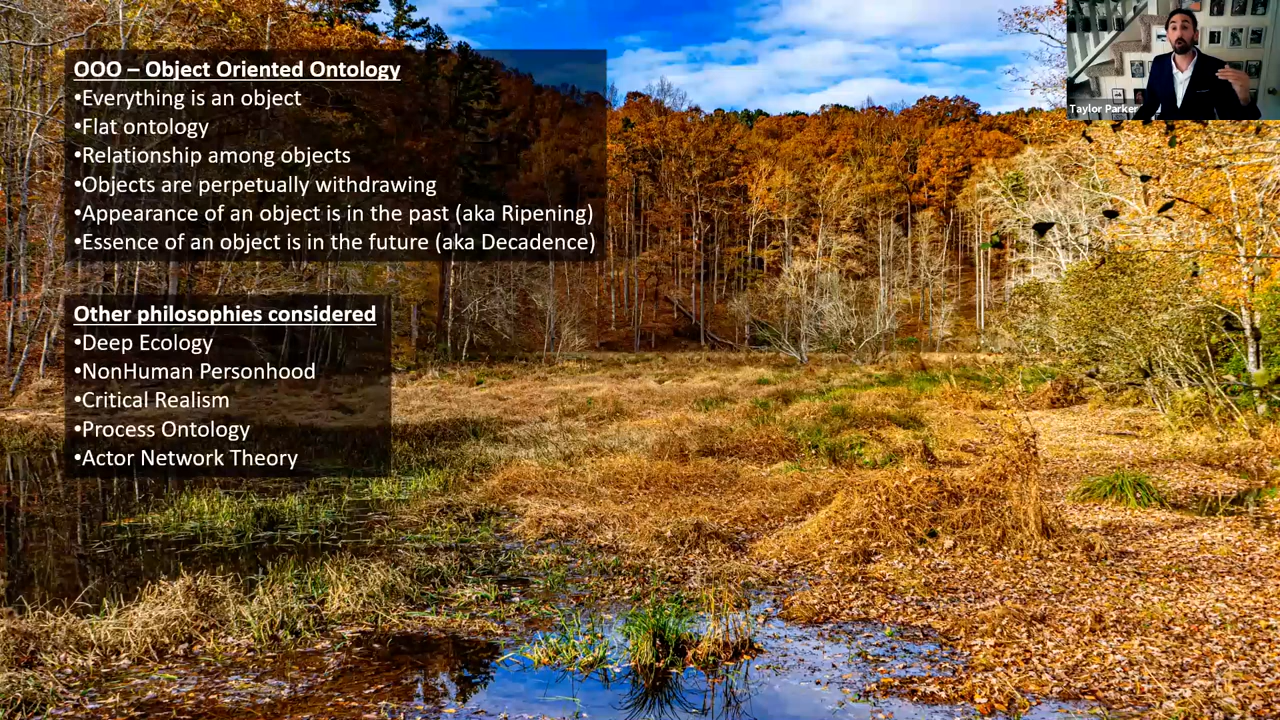 OOO – Object Oriented Ontology
•Everything is an object
•Flat ontology
•Relationship among objects
•Objects are perpetually withdrawing
•Appearance of an object is in the past (aka Ripening)
•Essence of an object is in the future (aka Decadence)
Other philosophies considered
•Deep Ecology
•NonHuman Personhood
•Critical Realism
•Process Ontology
•Actor Network Theory
Taylor Parker